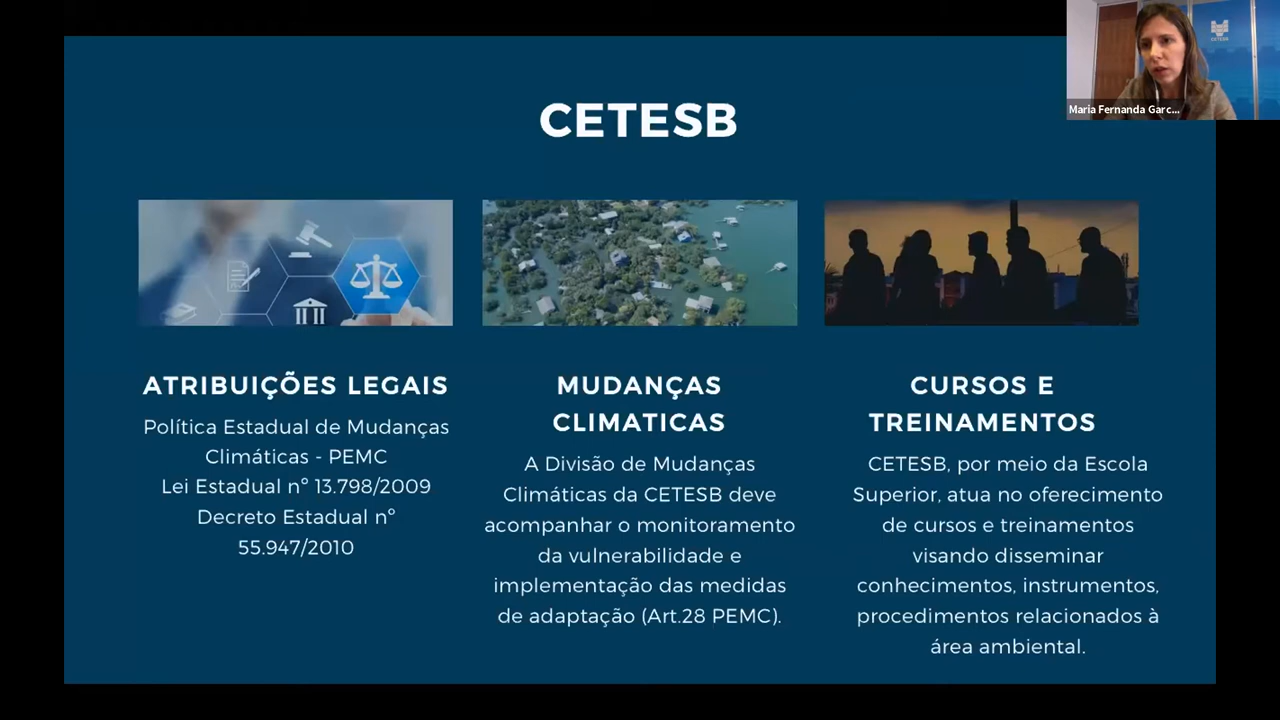 CETESB
CETESB
Maria Fernanda Garc...
ATRIBUIÇÕES LEGAIS
Política Estadual de Mudanças
Climáticas - PEMC
Lei Estadual nº 13.798/2009
Decreto Estadual nº
55.947/2010
MUDANÇAS
CLIMATICAS
A Divisão de Mudanças
Climáticas da CETESB deve
acompanhar o monitoramento
da vulnerabilidade e
implementação das medidas
de adaptação (Art.28 PEMC).
CURSOS E
TREINAMENTOS
CETESB, por meio da Escola
Superior, atua no oferecimento
de cursos e treinamentos
visando disseminar
conhecimentos, instrumentos,
procedimentos relacionados à
área ambiental.